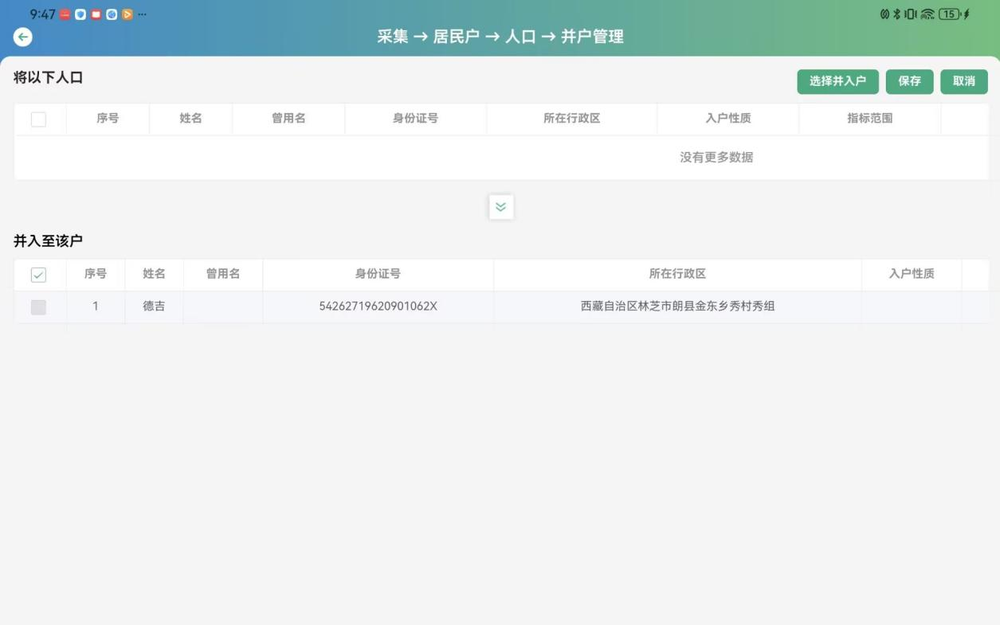 9:47 15
采集 → 居民户 → 人口 → 并户管理
将以下人口
选择并入户 保存 取消
序号 姓名 曾用名 身份证号 所在行政区 入户性质 指标范围
没有更多数据
并入至该户
序号 姓名 曾用名 身份证号 所在行政区 入户性质
1 德吉 54262719620901062X 西藏自治区林芝市朗县金东乡秀村秀组